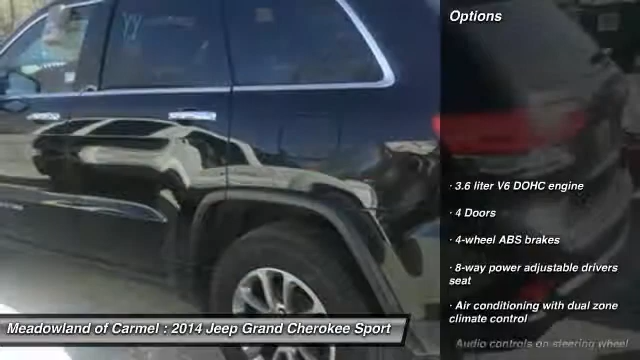 YY
Options
· 3.6 liter V6 DOHC engine
· 4 Doors
· 4-wheel ABS brakes
· 8-way power adjustable drivers
seat
· Air conditioning with dual zone
climate control
· Audio controls on steering wheel
Meadowland of Carmel : 2014 Jeep Grand Cherokee Sport